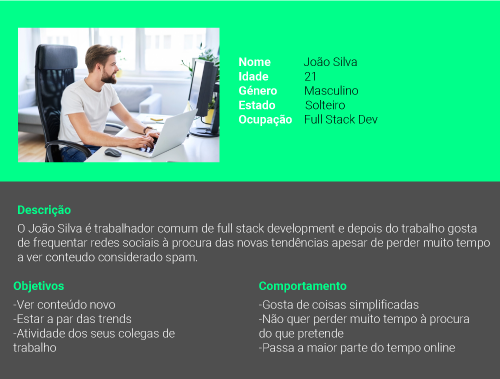 Nome João Silva
Idade 21
Género Masculino
Estado Solteiro
Ocupação Full Stack Dev
Descrição
O João Silva é trabalhador comum de full stack development e depois do trabalho gosta
de frequentar redes sociais à procura das novas tendências apesar de perder muito tempo
a ver conteudo considerado spam.
Objetivos
-Ver conteúdo novo
-Estar a par das trends
-Atividade dos seus colegas de
trabalho
Comportamento
-Gosta de coisas simplificadas
-Não quer perder muito tempo à procura
do que pretende
-Passa a maior parte do tempo online